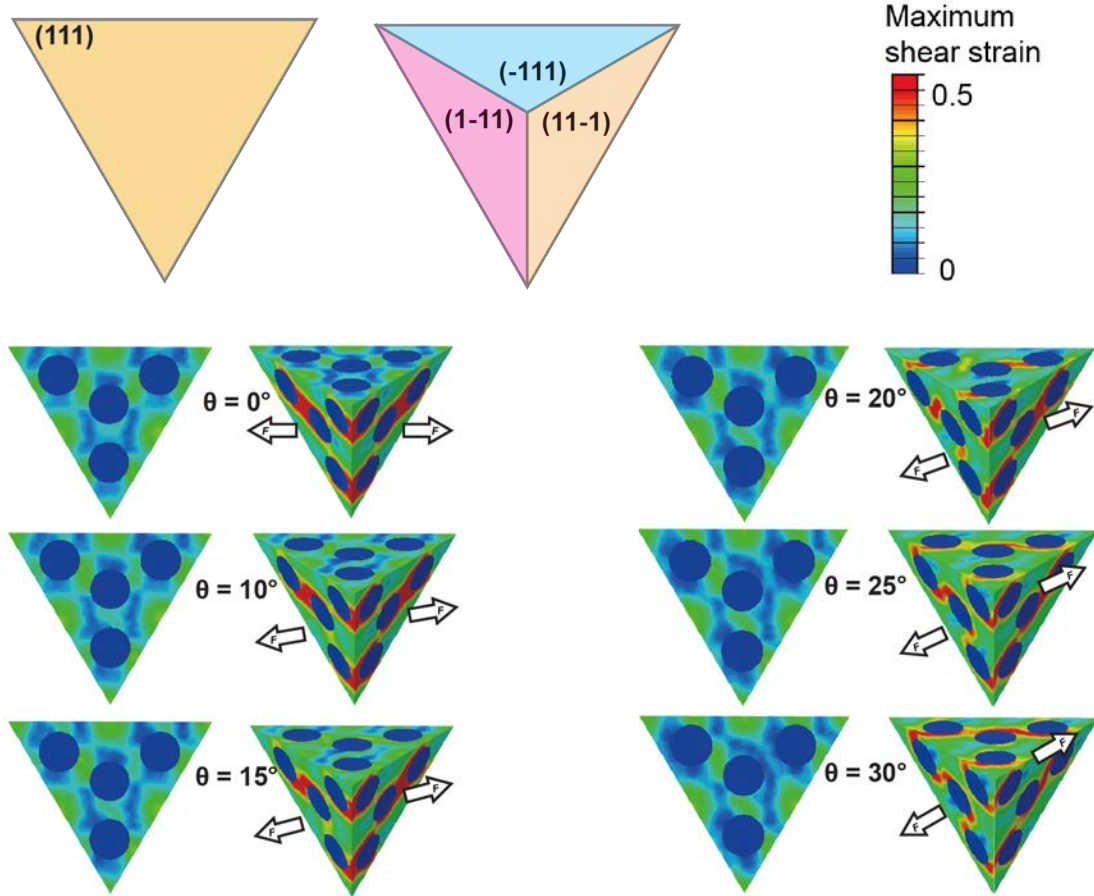 (111)
(-111)
(1-11)
(11-1)
Maximum
shear strain
0.5
0
θ = 0°
F
F
θ = 20°
F
F
θ = 10°
F
F
θ = 25°
F
F
θ = 15°
F
F
θ = 30°
F
F